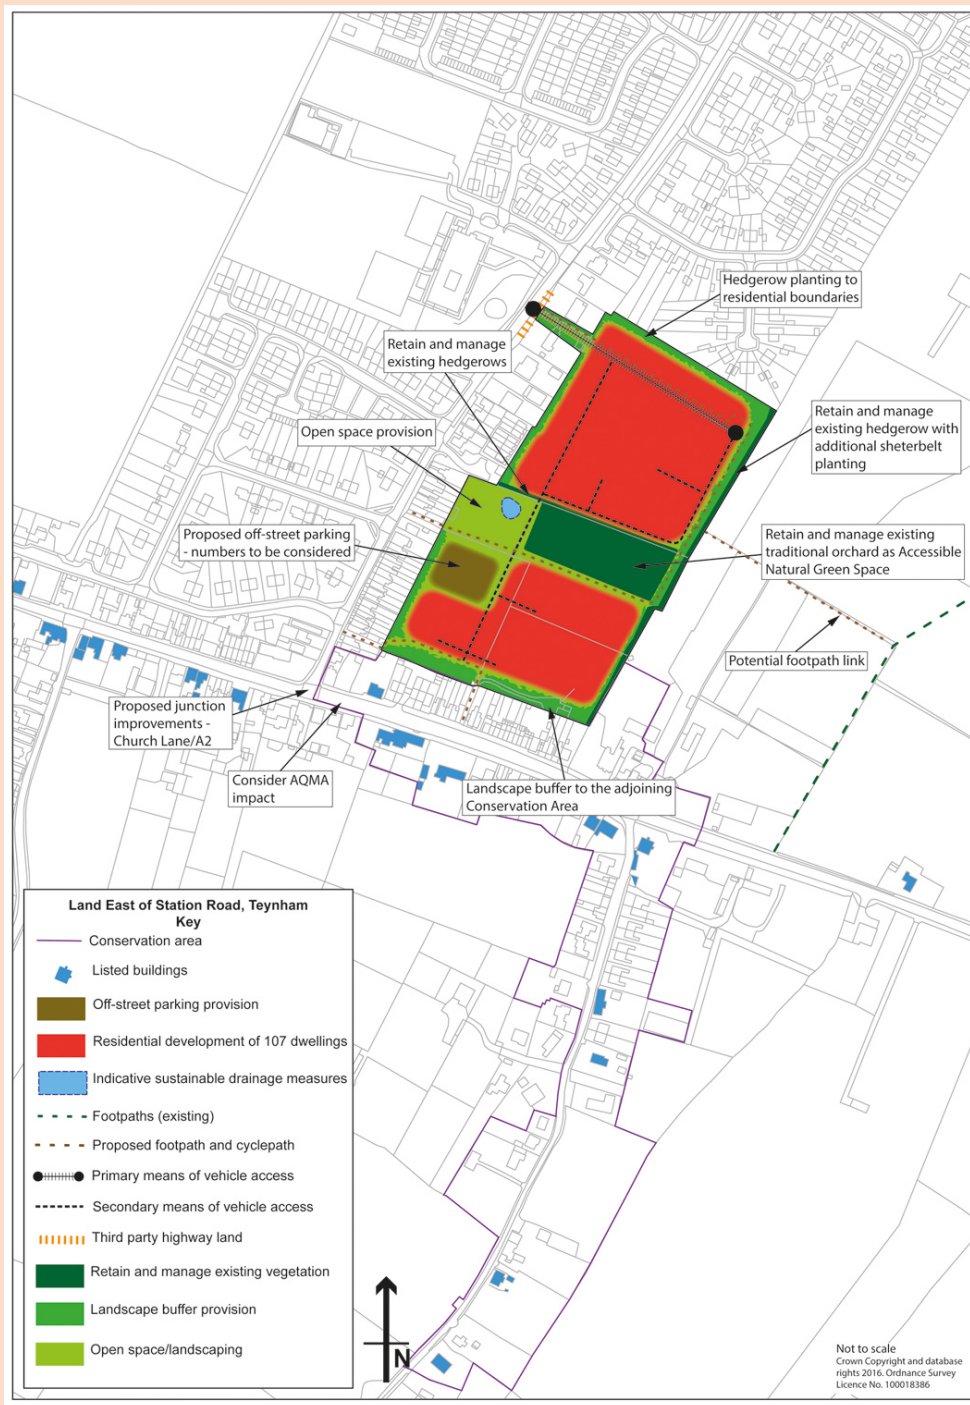 Hedgerow planting to
residential boundaries
Retain and manage
existing hedgerows
Retain and manage
existing hedgerow with
additional sheterbelt
planting
Open space provision
Proposed off-street parking
- numbers to be considered
Retain and manage existing
traditional orchard as Accessible
Natural Green Space
Potential footpath link
Proposed junction
improvements -
Church Lane/A2
Consider AQMA
impact
Landscape buffer to the adjoining
Conservation Area
Land East of Station Road, Teynham
Key
Conservation area
Listed buildings
Off-street parking provision
Residential development of 107 dwellings
Indicative sustainable drainage measures
Footpaths (existing)
Proposed footpath and cyclepath
Primary means of vehicle access
Secondary means of vehicle access
Third party highway land
Retain and manage existing vegetation
Landscape buffer provision
Open space/landscaping
N
Not to scale
Crown Copyright and database
rights 2016. Ordnance Survey
Licence No. 100018386